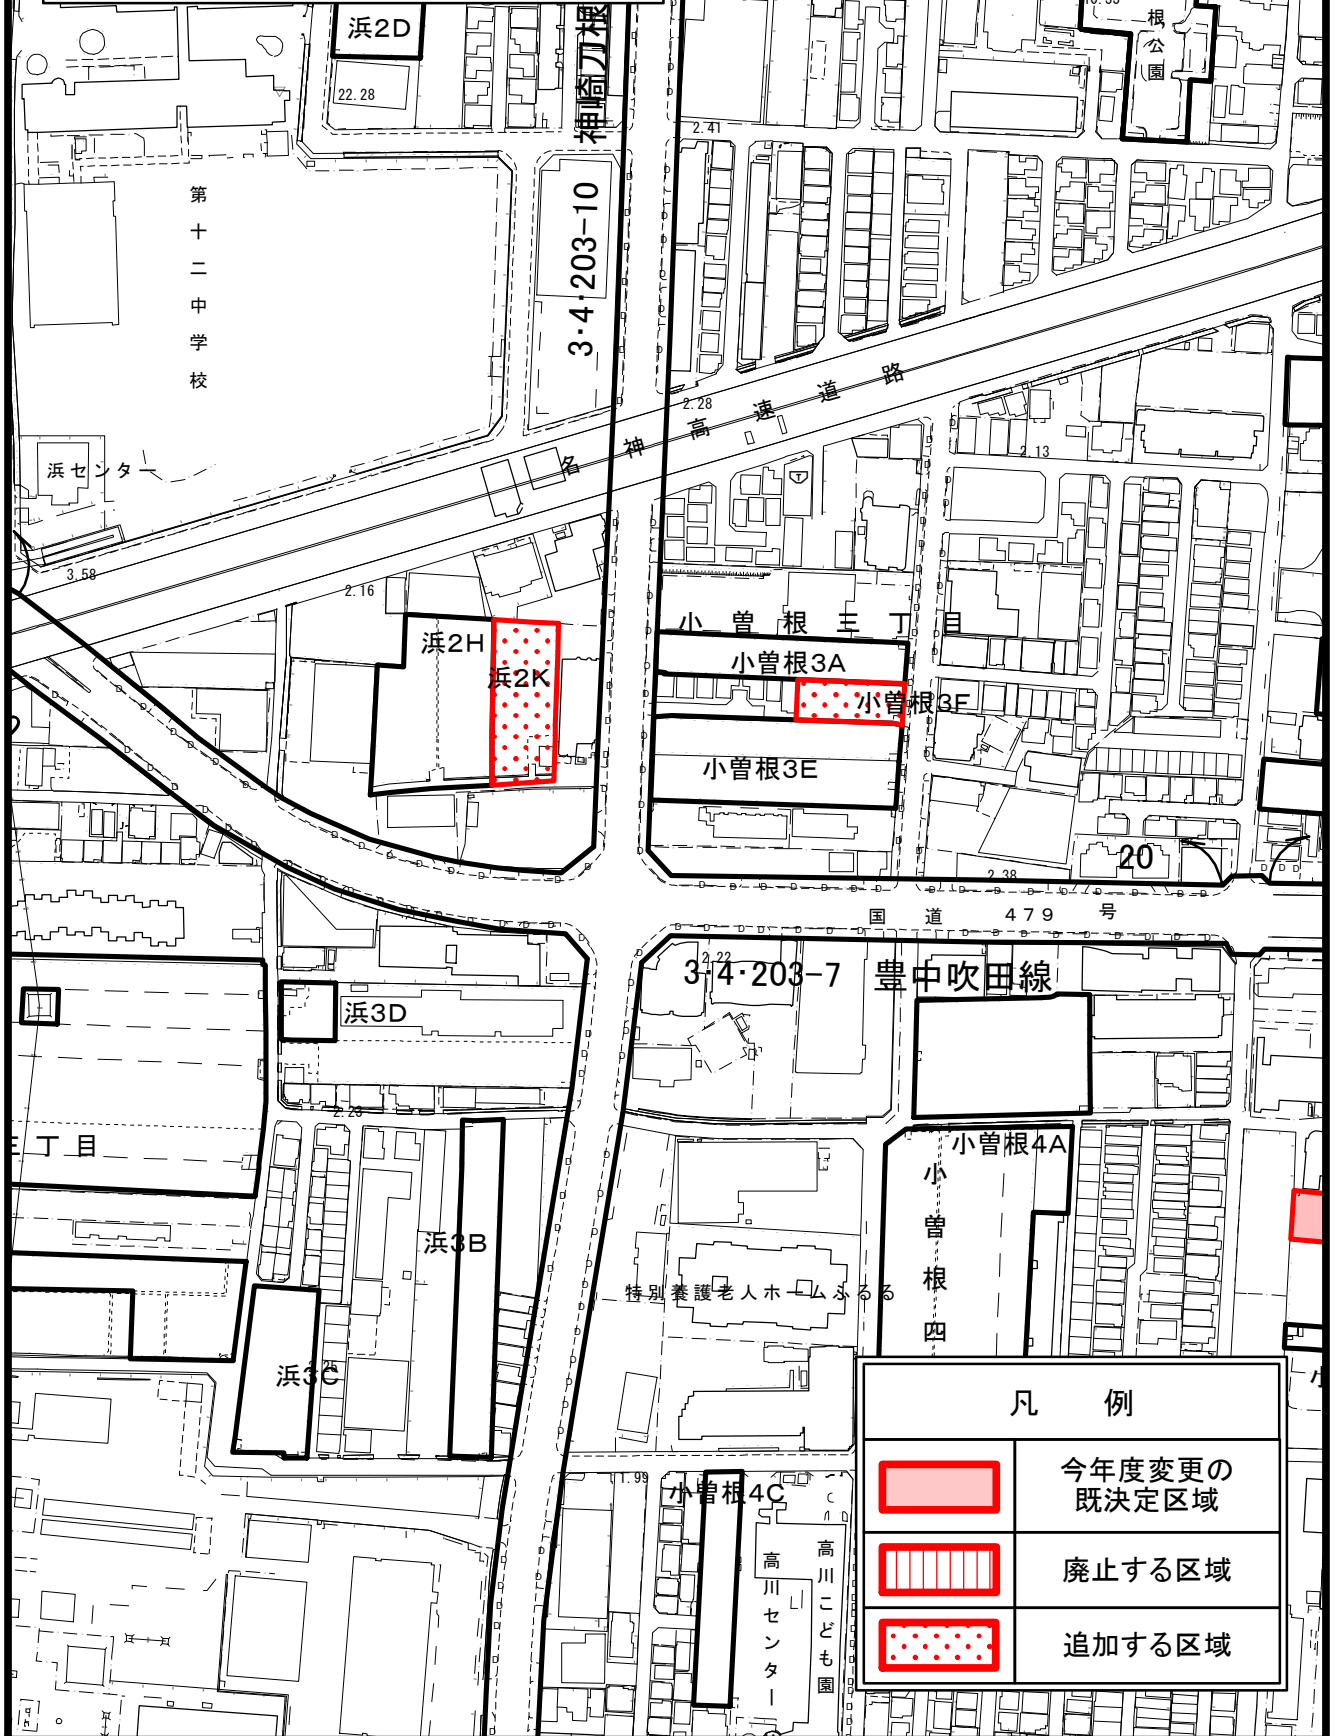 浜2D
神崎刀根
3・4・203-10
根公園
22.28
2.41
第十二中学校
2.28
名神高速道路
2.13
浜センター
3.58
2.16
小曽根三丁目
浜2H
浜2K
小曽根3A
小曽根3F
小曽根3E
20
2.38
国道479号
2.22
3・4・203-7 豊中吹田線
浜3D
2.23
三丁目
小曽根4A
小曽根四
浜3B
特別養護老人ホームふるる
浜3C
1.99
小曽根4C
高川センター
高川こども園
凡 例
今年度変更の
既決定区域
廃止する区域
追加する区域